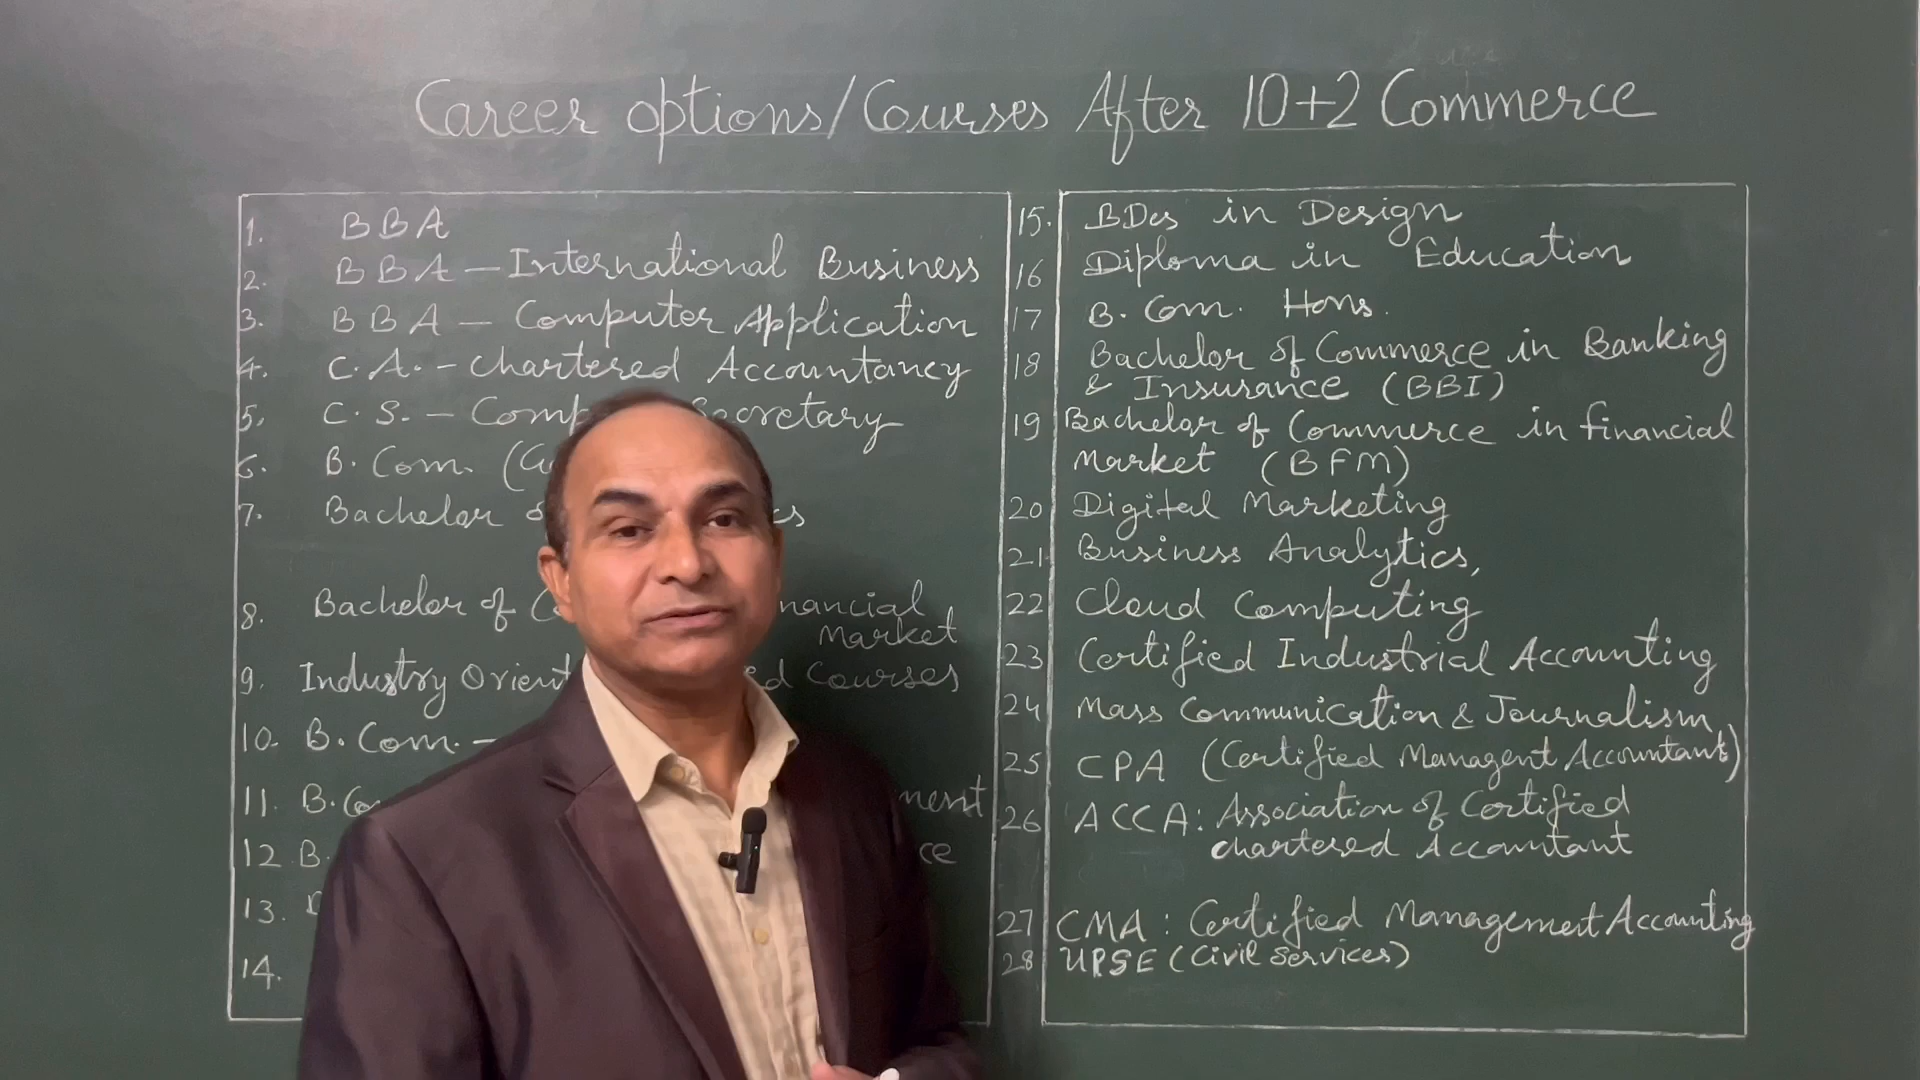 Career options/Courses After 10+2 Commerce
1. BBA
2. BBA - International Business
3. BBA - Computer Application
4. C.A. - Chartered Accountancy
5. C.S. - Secretary
6. B. Com.
7. Bachelor
8. Bachelor of
Market
9. Industry Courses
10. B. Com. -
11.
12. B.
13.
14.
15. BDes in Design
16 Diploma in Education
17 B. Com. Hons.
18 Bachelor of Commerce in Banking
& Insurance (BBI)
19 Bachelor of Commerce in financial
Market (BFM)
20 Digital Marketing
21 Business Analytics,
22 Cloud Computing
23 Certified Industrial Accounting
24 Mass Communication & Journalism,
25 CPA (Certified Managent Accountant)
26 ACCA: Association of Certified
chartered Accountant
27 CMA : Certified Management Accounting
28 UPSE (Civil Services)